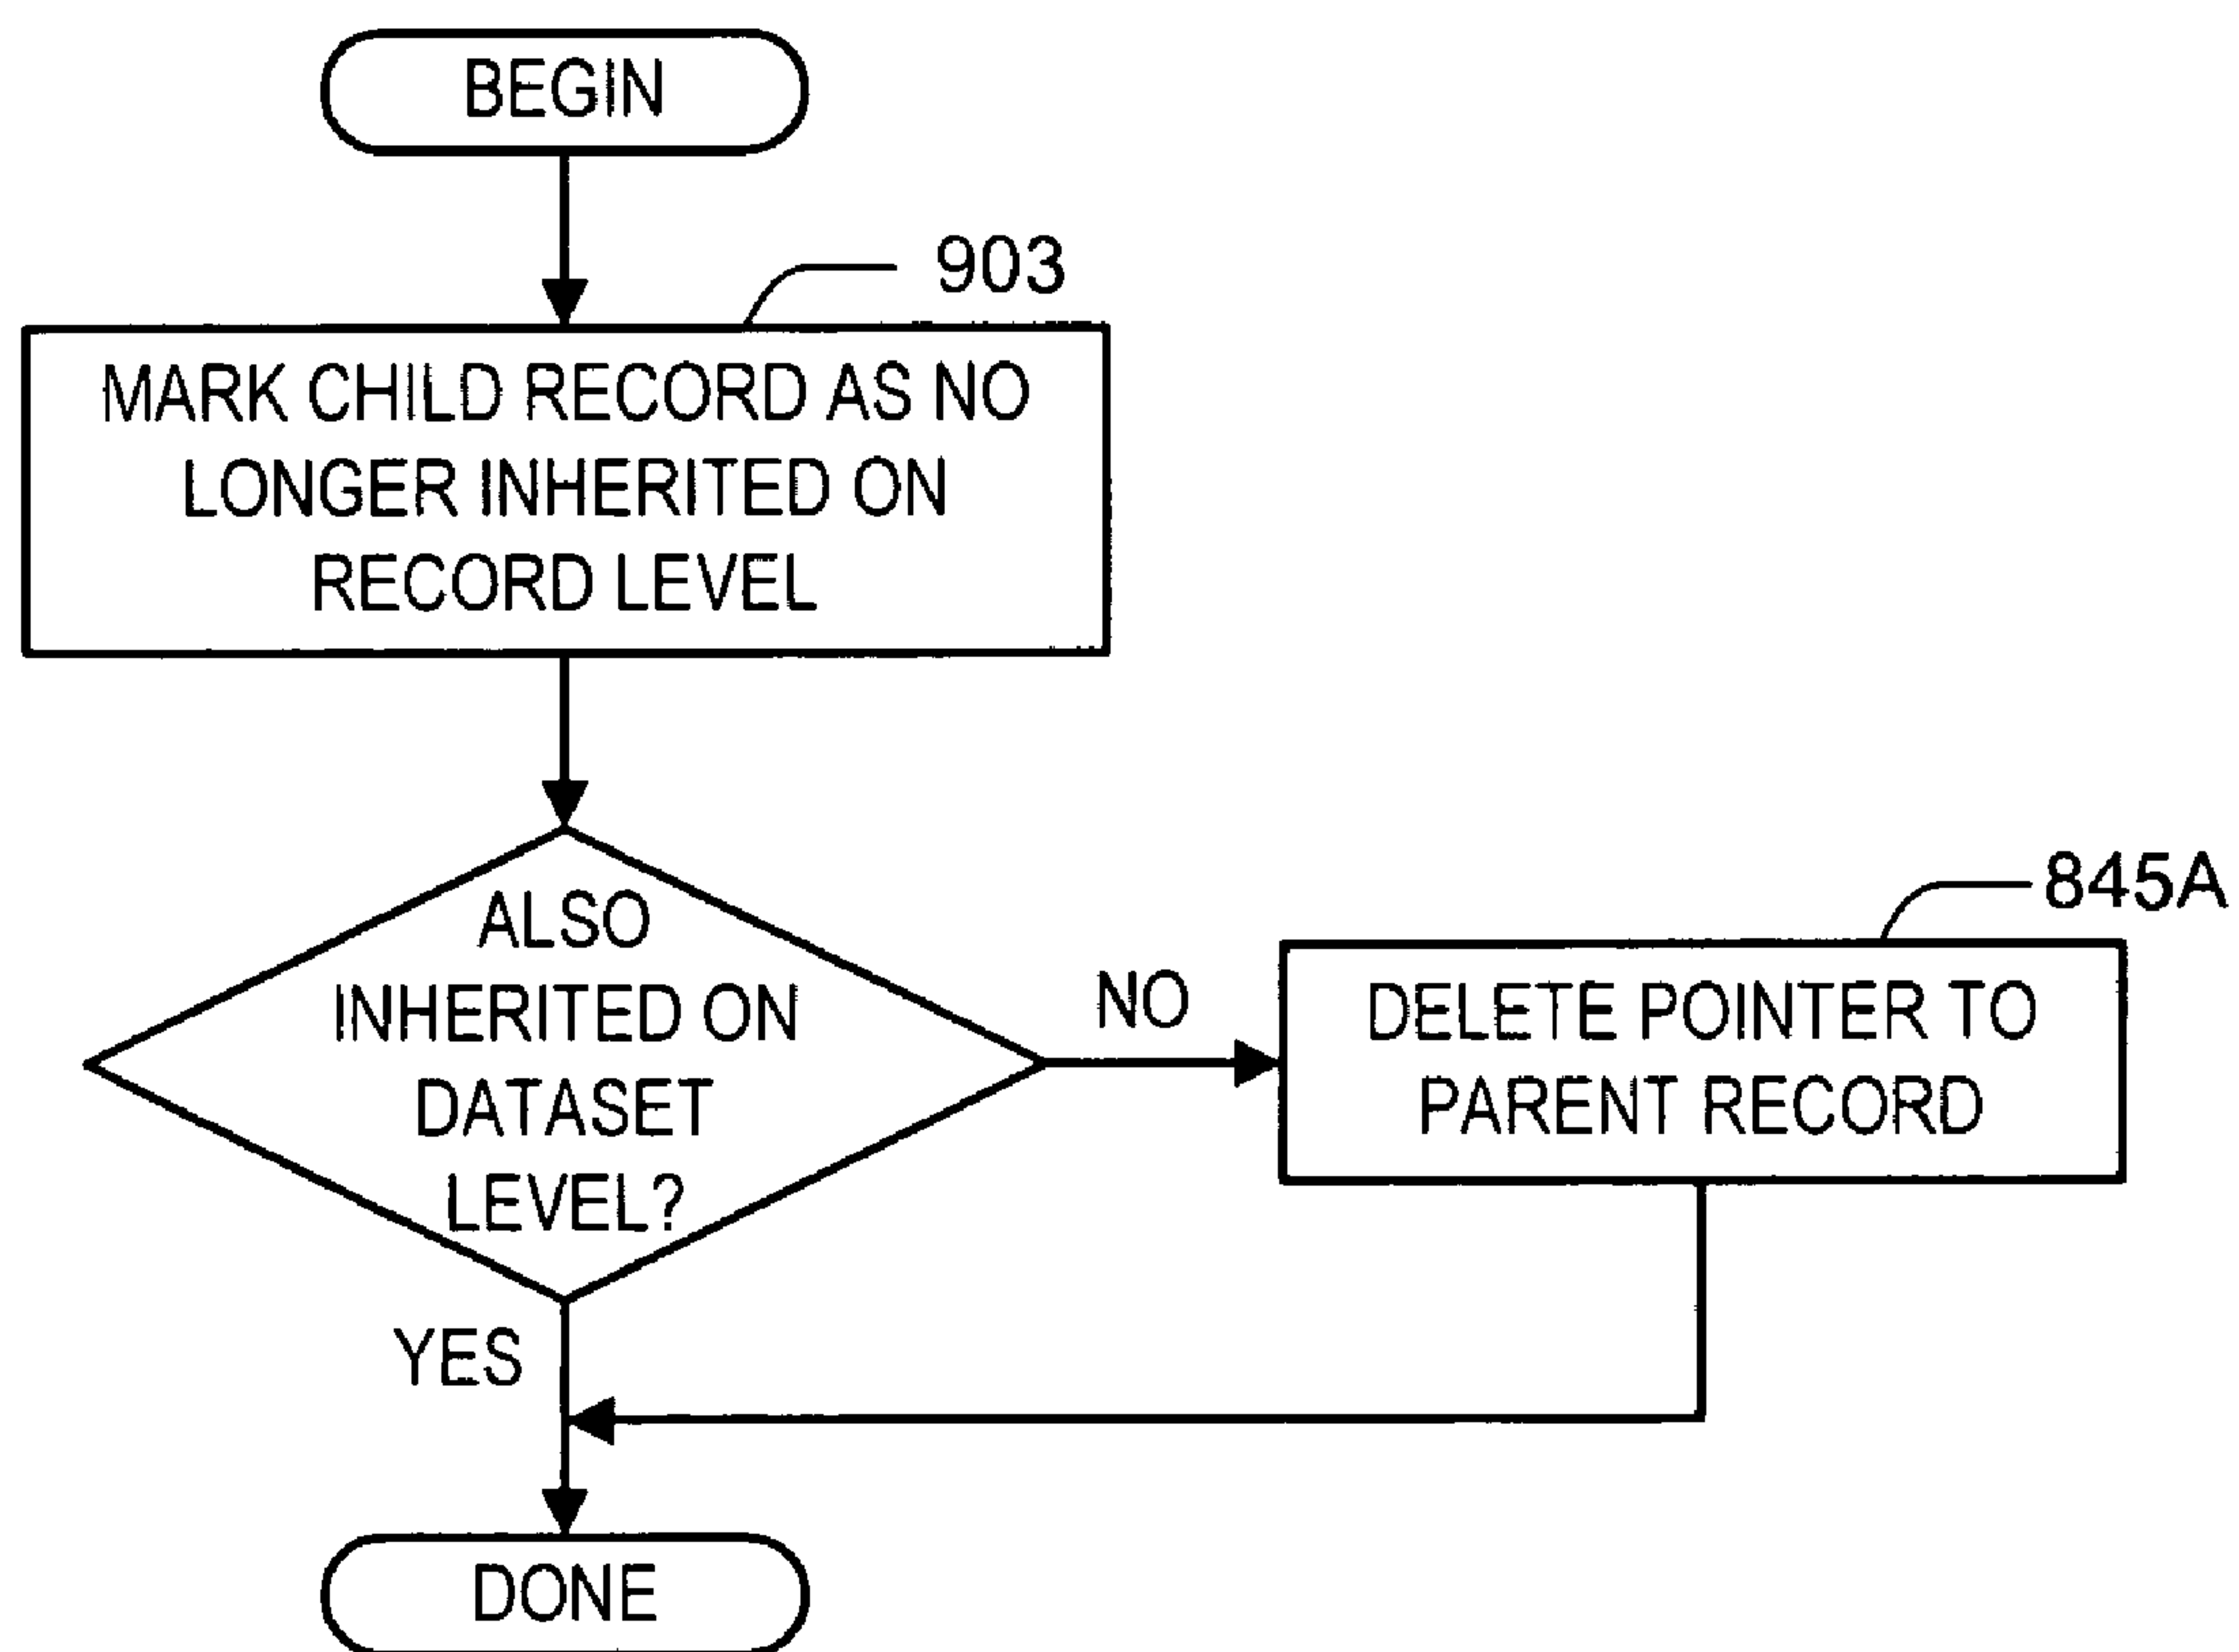 BEGIN
903
MARK CHILD RECORD AS NO
LONGER INHERITED ON
RECORD LEVEL
ALSO
INHERITED ON
DATASET
LEVEL?
NO
845A
DELETE POINTER TO
PARENT RECORD
YES
DONE